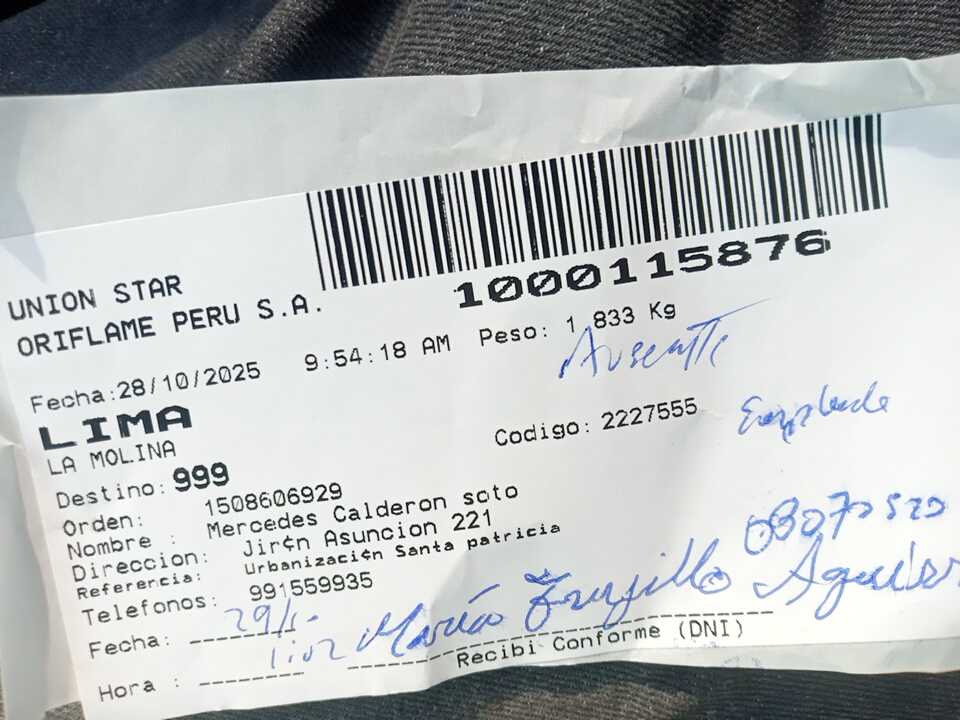 1000115876
UNION STAR
ORIFLAME PERU S.A.
Fecha:28/10/2025 9:54:18 AM Peso: 1 833 Kg
Ausente
LIMA
LA MOLINA
Codigo: 2227555
Destino: 999
Orden: 1508606929
Nombre : Mercedes Calderon soto
Direccion: Jir¢n Asuncion 221
Referencia: Urbanizaci¢n Santa patricia
Telefonos: 991559935
Fecha: 29/1
María Trujillo Aguilar
Hora :
Recibi Conforme (DNI)